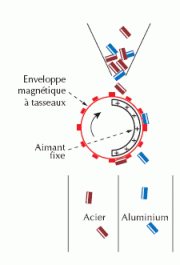 Enveloppe
magnétique
à tasseaux
Aimant
fixe
Acier
Aluminium